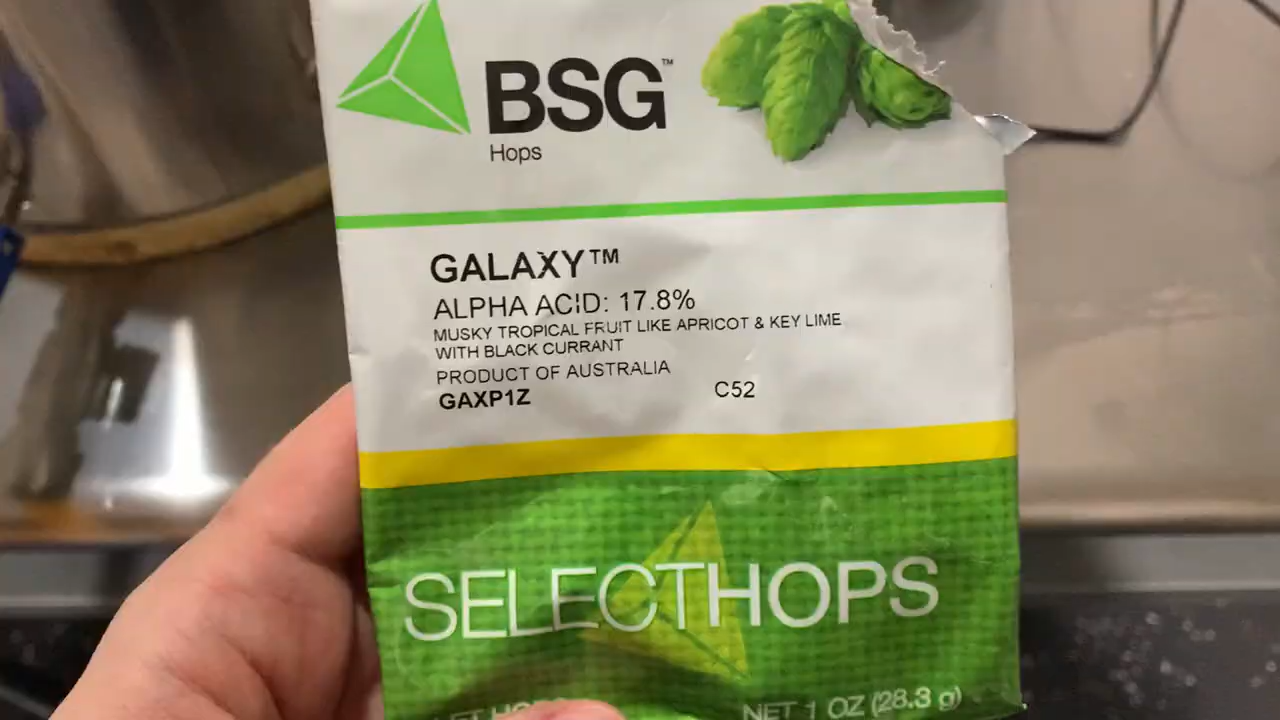 BSG™
Hops
GALAXY™
ALPHA ACID: 17.8%
MUSKY TROPICAL FRUIT LIKE APRICOT & KEY LIME
WITH BLACK CURRANT
PRODUCT OF AUSTRALIA
GAXP1Z C52
SELECTHOPS
NET 1 OZ (28.3 g)